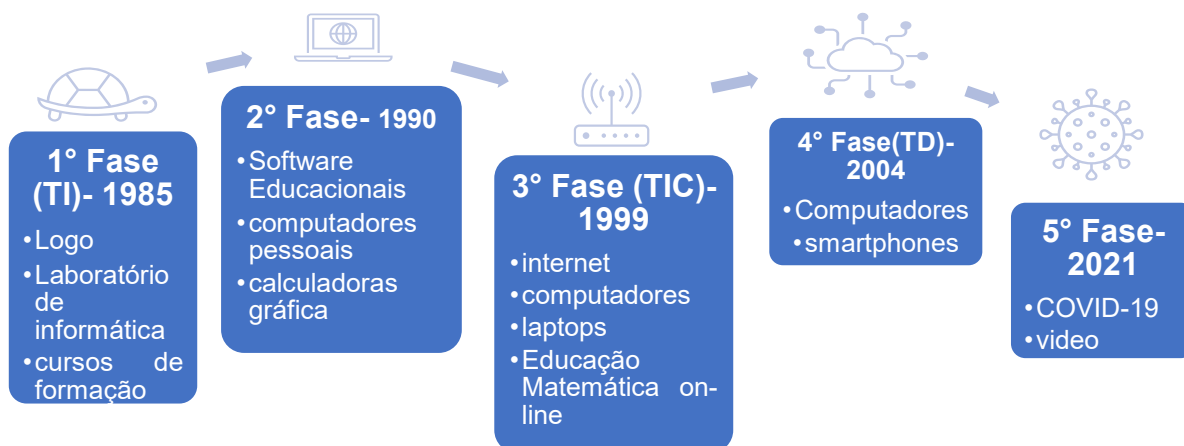 1° Fase
(TI)- 1985
•Logo
•Laboratório
de
informática
•cursos de
formação
2° Fase- 1990
•Software
Educacionais
•computadores
pessoais
•calculadoras
gráfica
3° Fase (TIC)-
1999
•internet
•computadores
•laptops
•Educação
Matemática on-
line
4° Fase(TD)-
2004
•Computadores
•smartphones
5° Fase-
2021
•COVID-19
•video